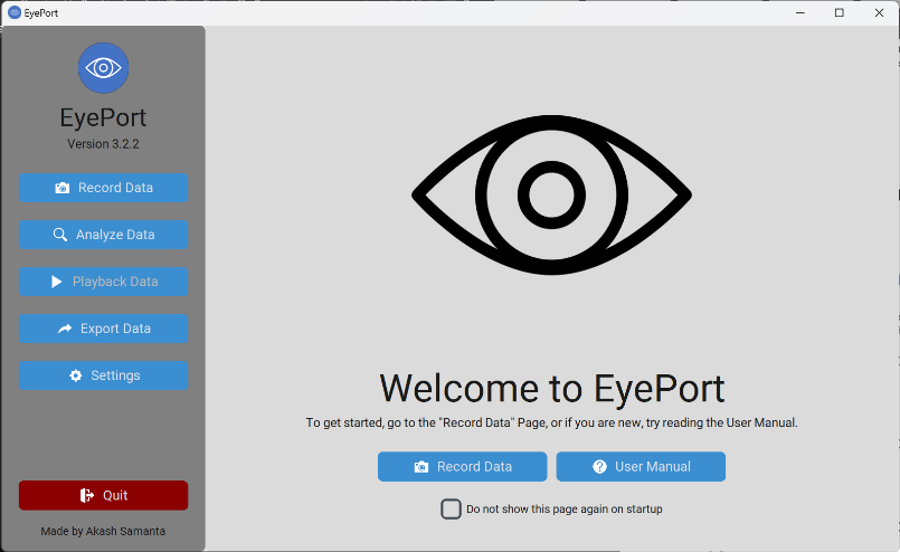 EyePort
EyePort
Version 3.2.2
Record Data
Analyze Data
Playback Data
Export Data
Settings
Quit
Made by Akash Samanta
Welcome to EyePort
To get started, go to the "Record Data" Page, or if you are new, try reading the User Manual.
Record Data
User Manual
Do not show this page again on startup